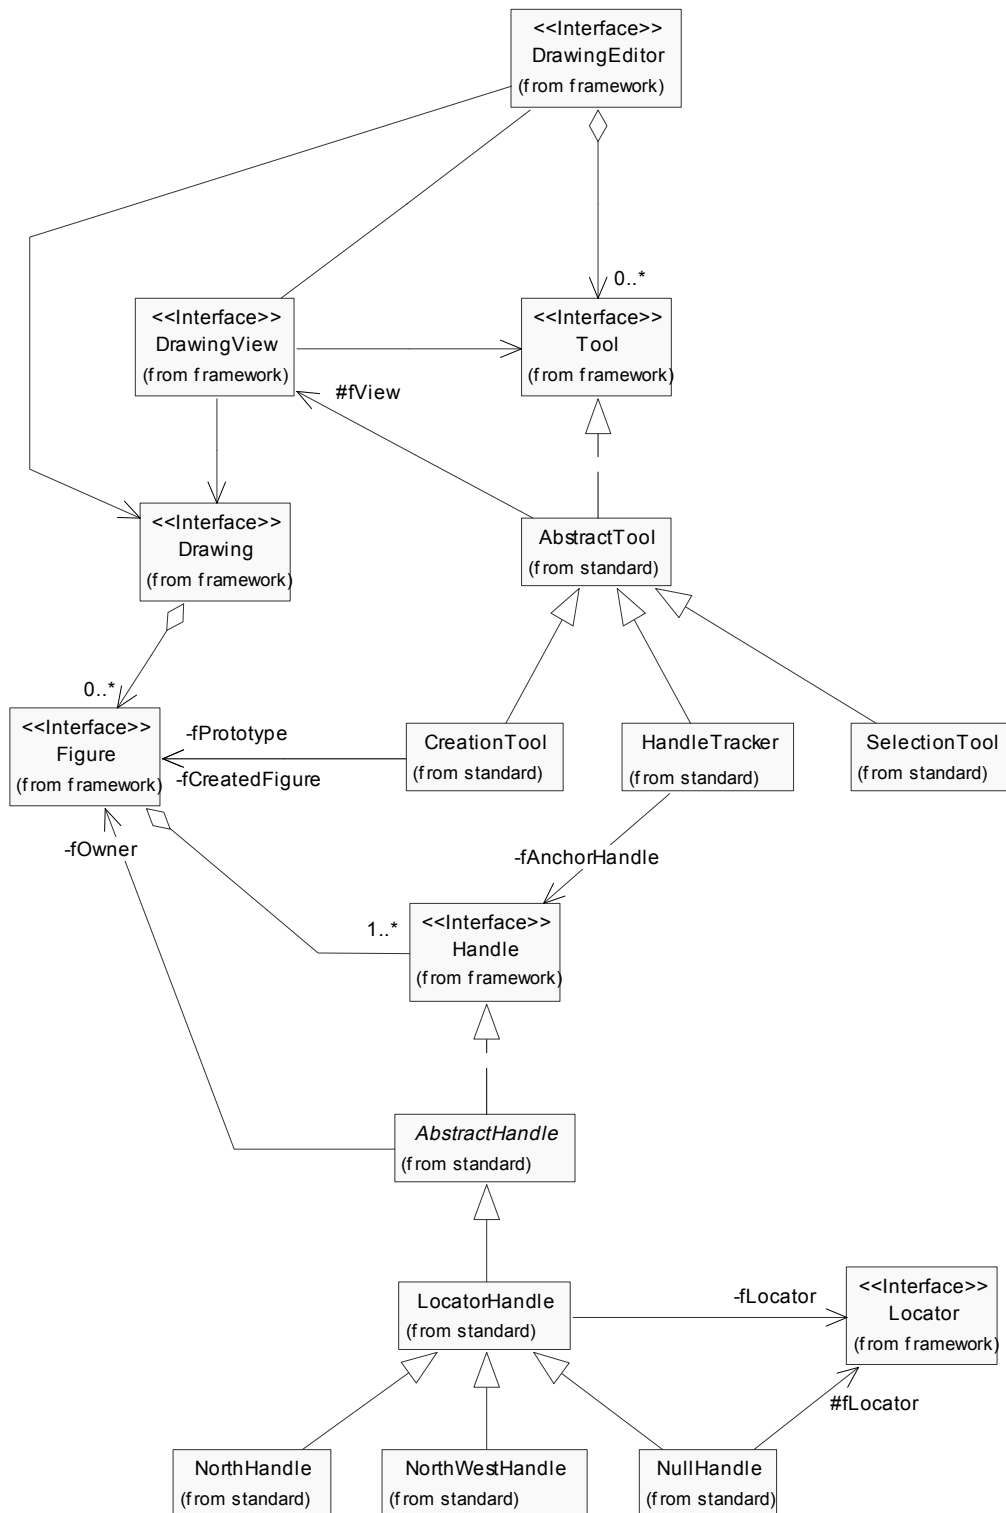 <<Interface>>
DrawingEditor
(from framework)
0..*
<<Interface>>
DrawingView
(from framework)
<<Interface>>
Tool
(from framework)
#fView
<<Interface>>
Drawing
(from framework)
AbstractTool
(from standard)
0..*
<<Interface>>
Figure
(from framework)
-fPrototype
-fCreatedFigure
CreationTool
(from standard)
HandleTracker
(from standard)
SelectionTool
(from standard)
-fOwner
-fAnchorHandle
1..*
<<Interface>>
Handle
(from framework)
AbstractHandle
(from standard)
LocatorHandle
(from standard)
-fLocator
<<Interface>>
Locator
(from framework)
#fLocator
NorthHandle
(from standard)
NorthWestHandle
(from standard)
NullHandle
(from standard)